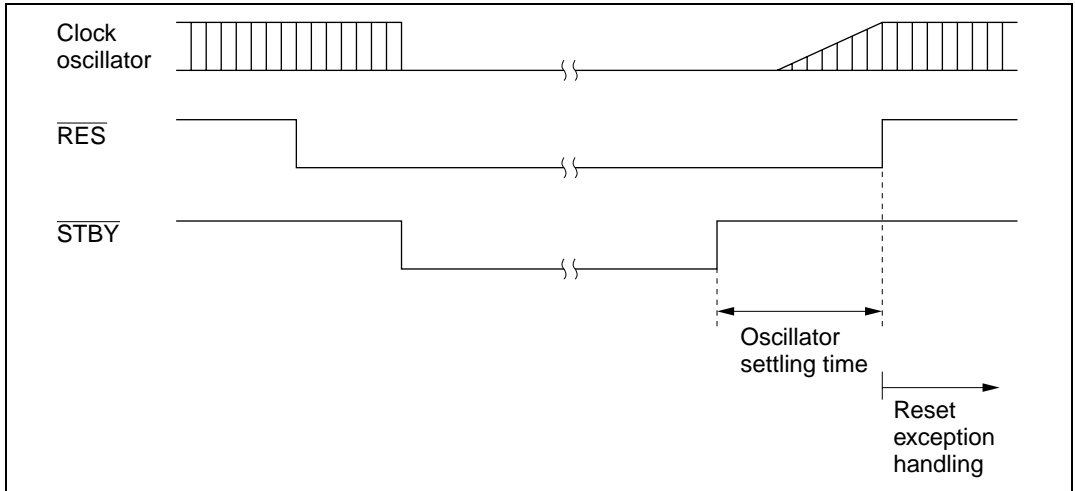 Clock
oscillator
RES
STBY
Oscillator
settling time
Reset
exception
handling